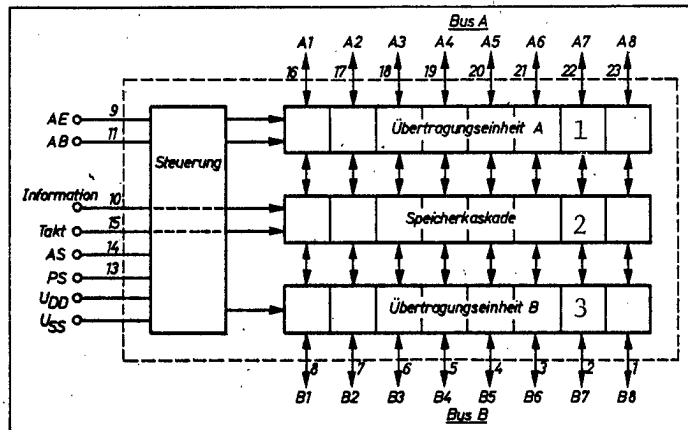 Bus A
A1 A2 A3 A4 A5 A6 A7 A8
16 17 18 19 20 21 22 23
AE 9
AB 11
Steuerung
Übertragungseinheit A 1
Information 10
Takt 15
Speicherkaskade 2
AS 14
PS 13
UDD
USS
Übertragungseinheit B 3
8 7 6 5 4 3 2 1
B1 B2 B3 B4 B5 B6 B7 B8
Bus B